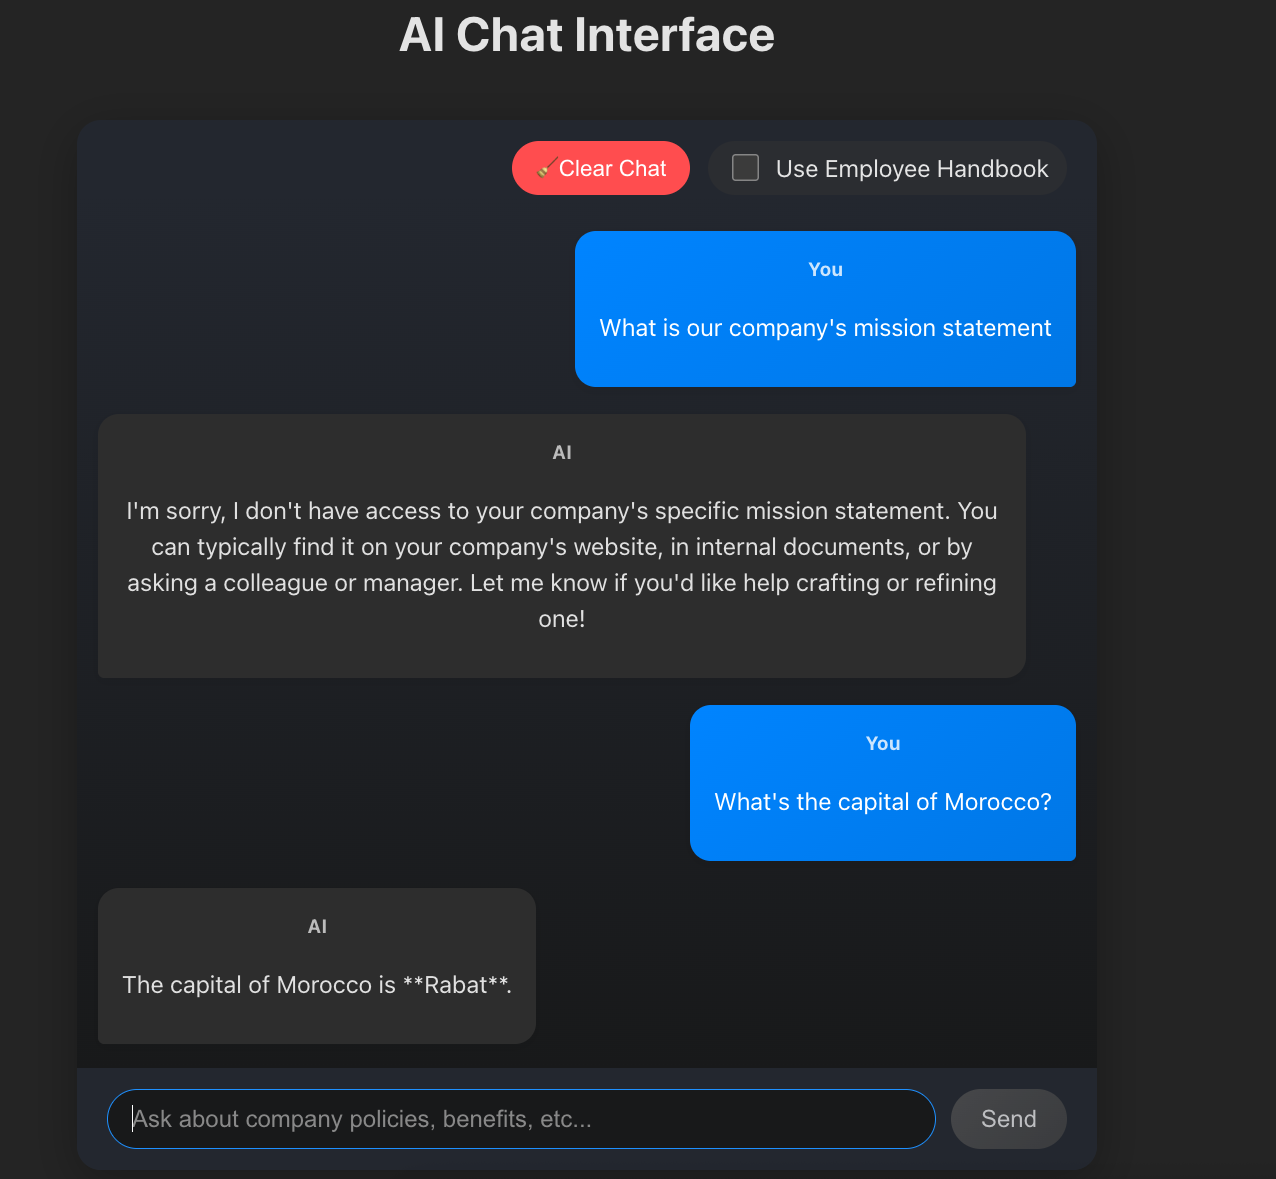 AI Chat Interface
🧹Clear Chat
Use Employee Handbook
You
What is our company's mission statement
AI
I'm sorry, I don't have access to your company's specific mission statement. You
can typically find it on your company's website, in internal documents, or by
asking a colleague or manager. Let me know if you'd like help crafting or refining
one!
You
What's the capital of Morocco?
AI
The capital of Morocco is **Rabat**.
Ask about company policies, benefits, etc...
Send